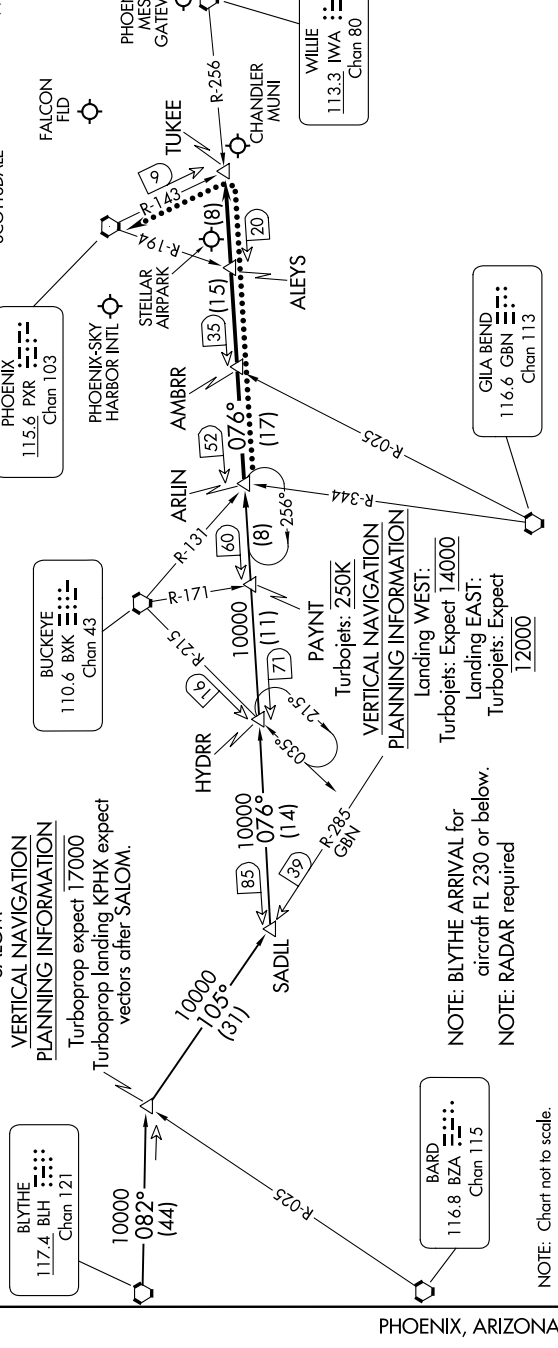 SCOTTSDALE
PHOENIX
MESA
GATEWAY
WILLIE
113.3 IWA
Chan 80
R-256
FALCON
FLD
TUKEE
CHANDLER
MUNI
9
R-143
R-194
(8)
20
STELLAR
AIRPARK
ALEYS
(15)
35
PHOENIX
115.6 PXR
Chan 103
PHOENIX-SKY
HARBOR INTL
AMBRR
076°
(17)
52
ARLIN
R-025
R-344
GILA BEND
116.6 GBN
Chan 113
256°
(8)
60
R-131
R-171
BUCKEYE
110.6 BXK
Chan 43
R-215
16
10000
(11)
71
PAYNT
Turbojets: 250K
VERTICAL NAVIGATION
PLANNING INFORMATION
Landing WEST:
Turbojets: Expect 14000
Landing EAST:
Turbojets: Expect
12000
HYDRR
215°
035°
10000
076°
(14)
85
39
R-285
GBN
SADLL
SALOM
VERTICAL NAVIGATION
PLANNING INFORMATION
Turboprop expect 17000
Turboprop landing KPHX expect
vectors after SALOM.
10000
105°
(31)
NOTE: BLYTHE ARRIVAL for
aircraft FL 230 or below.
NOTE: RADAR required
BLYTHE
117.4 BLH
Chan 121
10000
082°
(44)
R-025
BARD
116.8 BZA
Chan 115
NOTE: Chart not to scale.
PHOENIX, ARIZONA